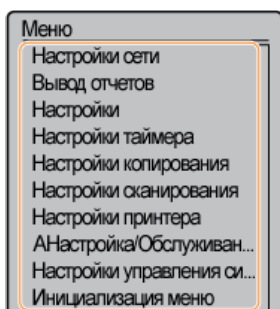 Меню
Настройки сети
Вывод отчетов
Настройки
Настройки таймера
Настройки копирования
Настройки сканирования
Настройки принтера
АНастройка/Обслуживан...
Настройки управления си...
Инициализация меню